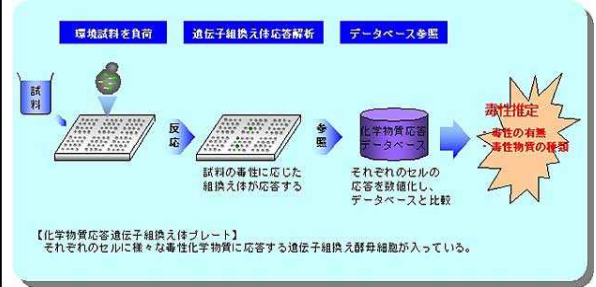 環境試料を負荷
遺伝子組換え体応答解析
データベース参照
試料
反応
参照
化学物質応答
データベース
毒性推定
・毒性の有無
・毒性物質の種類
試料の毒性に応じた
組換え体が応答する
それぞれのセルの
応答を数値化し、
データベースと比較
【化学物質応答遺伝子組換え体プレート】
それぞれのセルに様々な毒性化学物質に応答する遺伝子組換え酵母細胞が入っている。